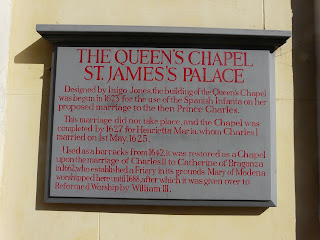 THE QUEEN'S CHAPEL
ST. JAMES'S PALACE
Designed by Inigo Jones, the building of the Queen's Chapel
was begun in 1623 for the use of the Spanish Infanta on her
proposed marriage to the then Prince Charles.
This marriage did not take place, and the Chapel was
completed by 1627 for Henrietta Maria, whom Charles I
married on 1st May, 1625.
Used as a barracks from 1642, it was restored as a Chapel
upon the marriage of Charles II to Catherine of Braganza
in 1662, who established a Friary in its grounds. Mary of Modena
worshipped here until 1688, after which it was given over to
Reformed Worship by William III.